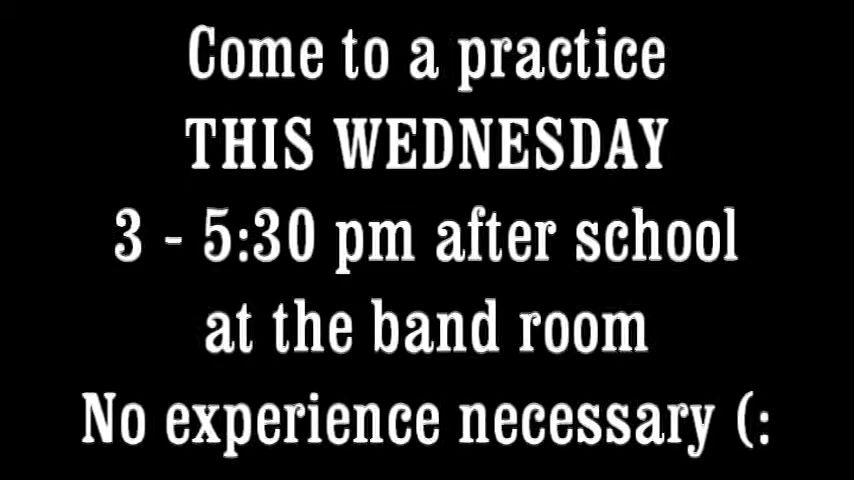 Come to a practice
THIS WEDNESDAY
3 - 5:30 pm after school
at the band room
No experience necessary (: